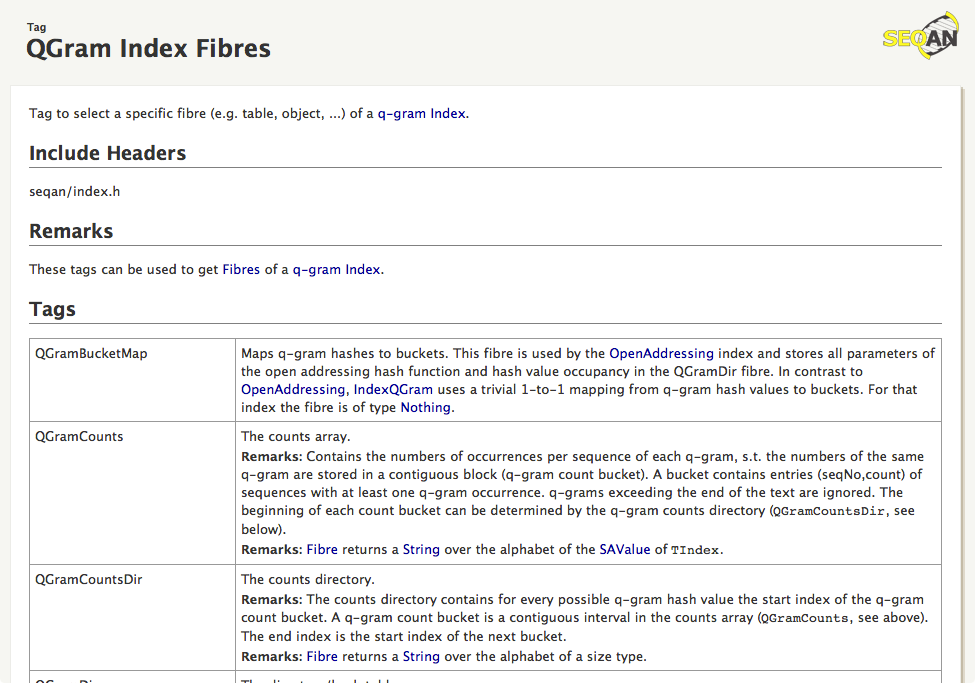 Tag
QGram Index Fibres
SEQAN
Tag to select a specific fibre (e.g. table, object, ...) of a q-gram Index.
Include Headers
seqan/index.h
Remarks
These tags can be used to get Fibres of a q-gram Index.
Tags
QGramBucketMap
Maps q-gram hashes to buckets. This fibre is used by the OpenAddressing index and stores all parameters of
the open addressing hash function and hash value occupancy in the QGramDir fibre. In contrast to
OpenAddressing, IndexQGram uses a trivial 1-to-1 mapping from q-gram hash values to buckets. For that
index the fibre is of type Nothing.
QGramCounts
The counts array.
Remarks: Contains the numbers of occurrences per sequence of each q-gram, s.t. the numbers of the same
q-gram are stored in a contiguous block (q-gram count bucket). A bucket contains entries (seqNo,count) of
sequences with at least one q-gram occurrence. q-grams exceeding the end of the text are ignored. The
beginning of each count bucket can be determined by the q-gram counts directory (QGramCountsDir, see
below).
Remarks: Fibre returns a String over the alphabet of the SAValue of TIndex.
QGramCountsDir
The counts directory.
Remarks: The counts directory contains for every possible q-gram hash value the start index of the q-gram
count bucket. A q-gram count bucket is a contiguous interval in the counts array (QGramCounts, see above).
The end index is the start index of the next bucket.
Remarks: Fibre returns a String over the alphabet of a size type.